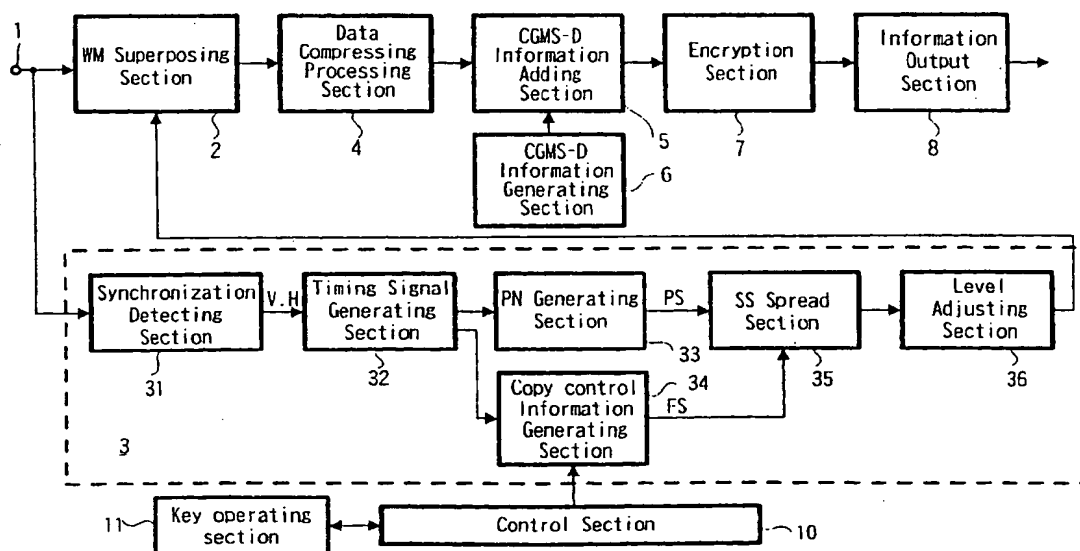 1
WM Superposing
Section
2
Data
Compressing
Processing
Section
4
CGMS-D
Information
Adding
Section
5
Encryption
Section
7
Information
Output
Section
8
CGMS-D
Information
Generating
Section
6
Synchronization
Detecting
Section
31
V.H
Timing Signal
Generating
Section
32
PN Generating
Section
33
PS
SS Spread
Section
35
Level
Adjusting
Section
36
Copy control
Information
Generating
Section
34
FS
3
11
Key operating
section
Control Section
10